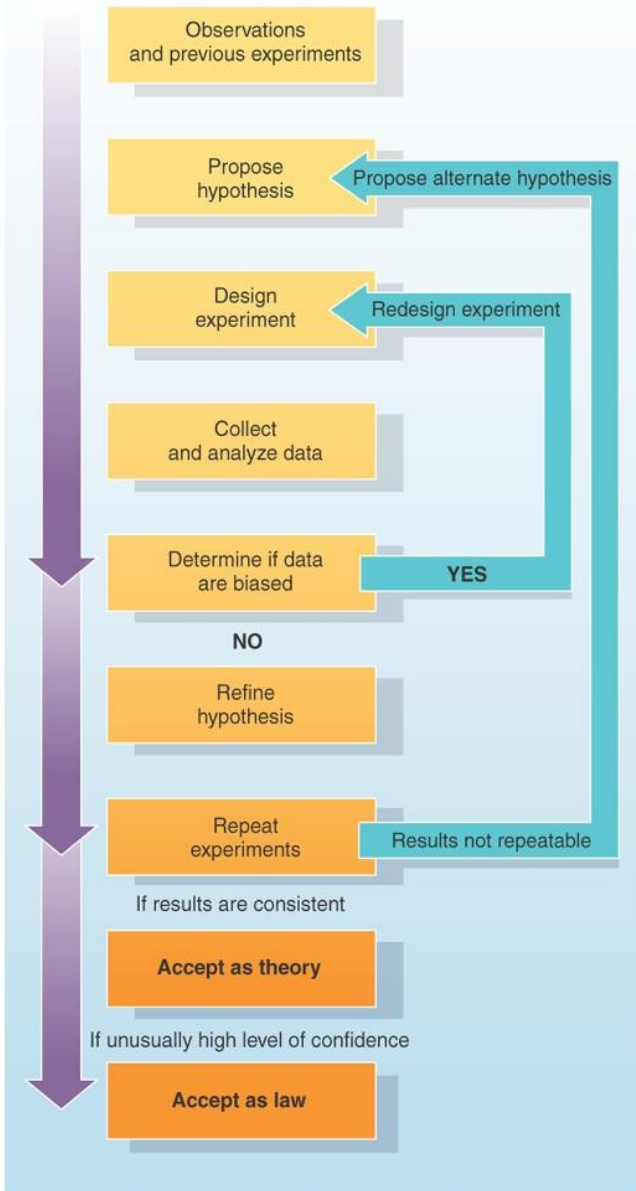 Observations
and previous experiments
Propose
hypothesis
Propose alternate hypothesis
Design
experiment
Redesign experiment
Collect
and analyze data
Determine if data
are biased
YES
NO
Refine
hypothesis
Repeat
experiments
Results not repeatable
If results are consistent
Accept as theory
If unusually high level of confidence
Accept as law